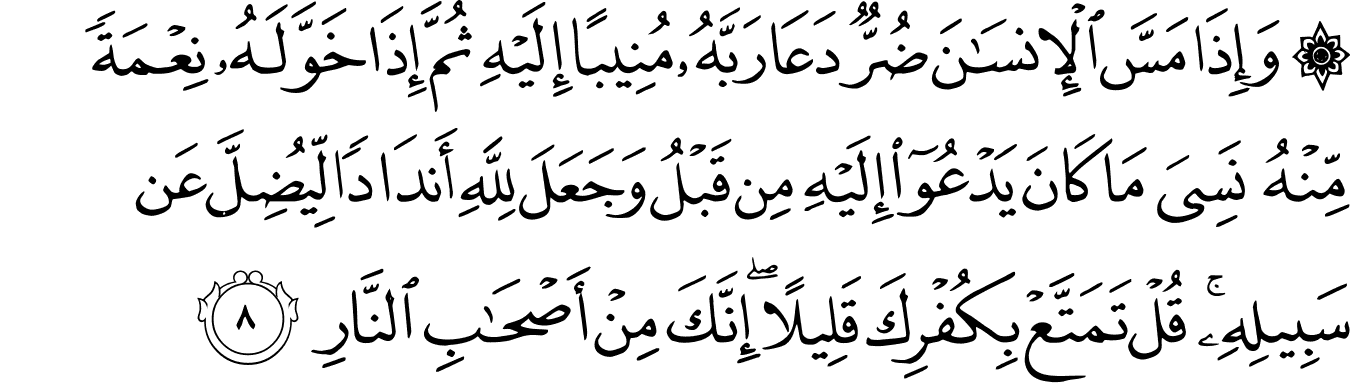 ۞ وَإِذَا مَسَّ ٱلْإِنسَـٰنَ ضُرٌّۭ دَعَا رَبَّهُۥ مُنِيبًا إِلَيْهِ ثُمَّ إِذَا خَوَّلَهُۥ نِعْمَةًۭ
مِّنْهُ نَسِىَ مَا كَانَ يَدْعُوٓا۟ إِلَيْهِ مِن قَبْلُ وَجَعَلَ لِلَّهِ أَندَادًۭا لِّيُضِلَّ عَن
سَبِيلِهِۦ ۚ قُلْ تَمَتَّعْ بِكُفْرِكَ قَلِيلًا ۖ إِنَّكَ مِنْ أَصْحَـٰبِ ٱلنَّارِ ٨